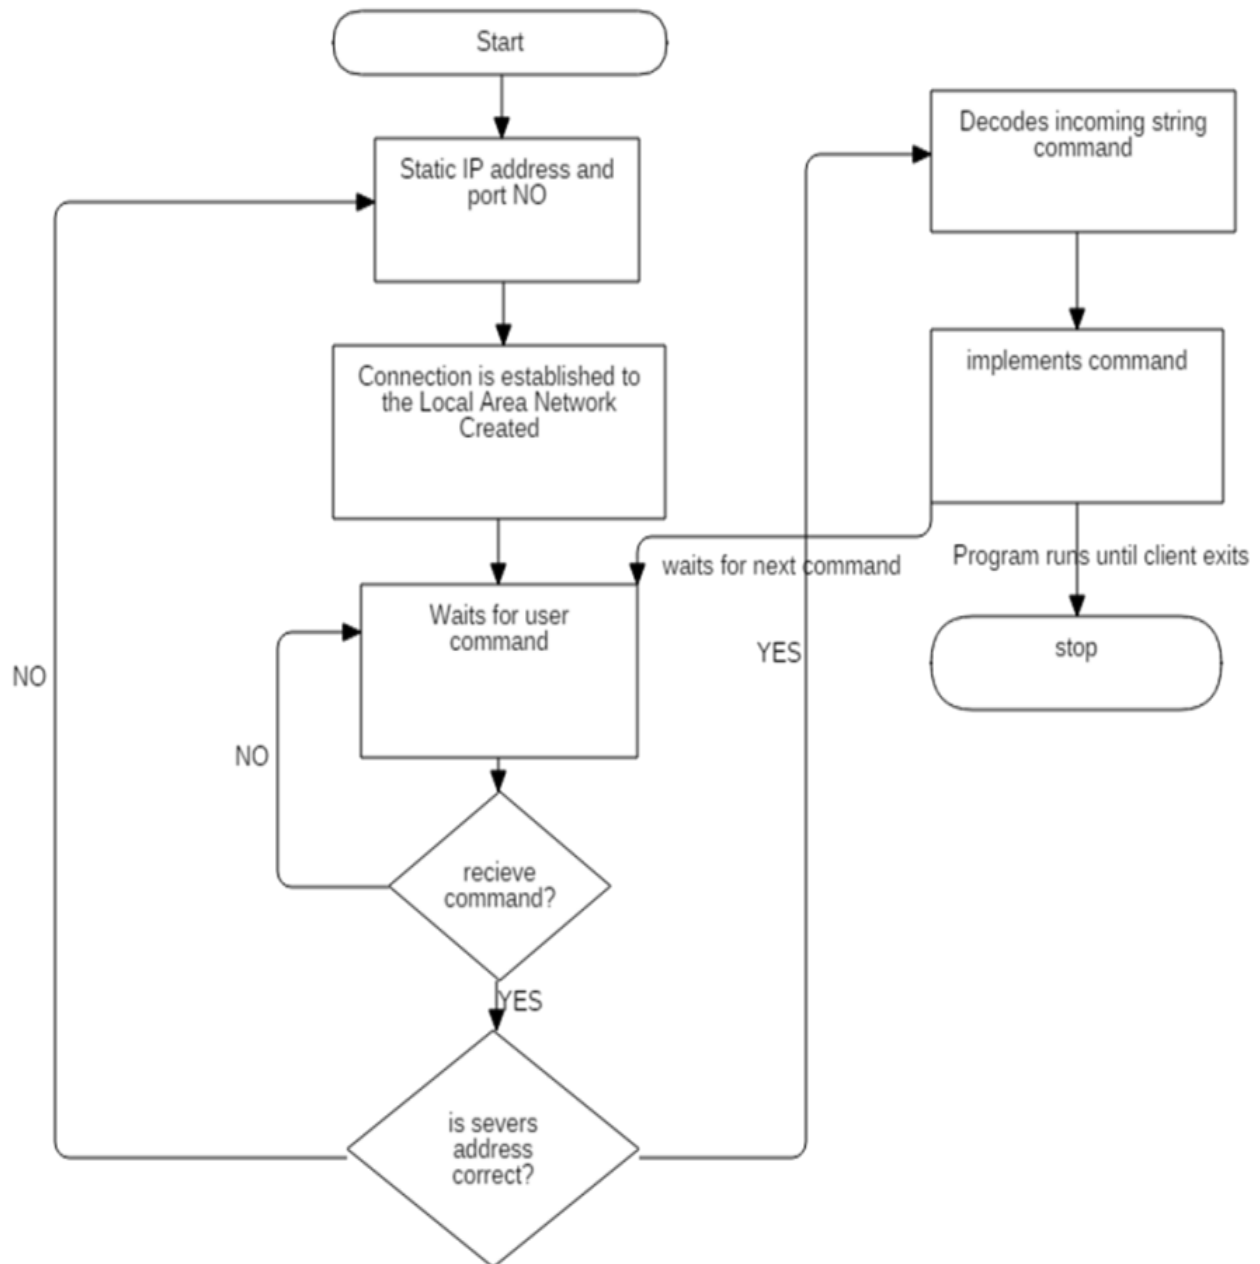 Start
Static IP address and
port NO
Connection is established to
the Local Area Network
Created
Waits for user
command
NO
NO
recieve
command?
YES
is severs
address
correct?
YES
Decodes incoming string
command
implements command
waits for next command
Program runs until client exits
stop